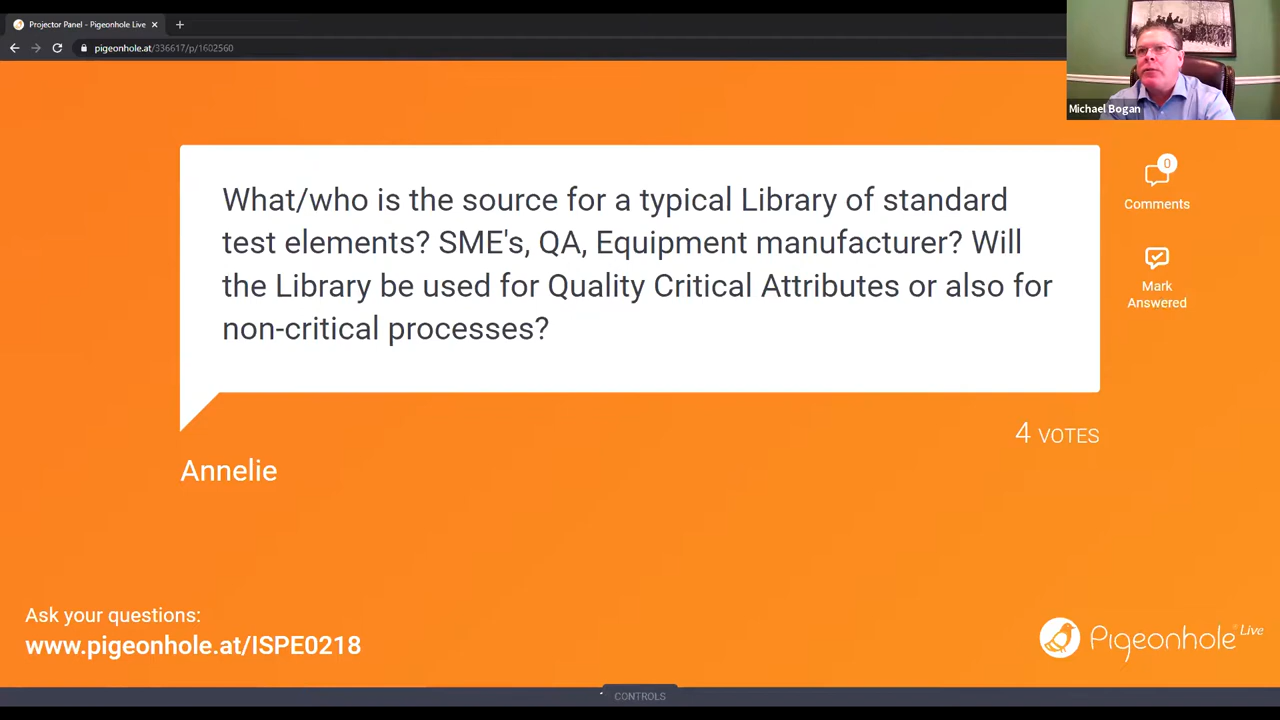 Projector Panel - Pigeonhole Live
pigeonhole.at/336617/p/1602560
Michael Bogan
What/who is the source for a typical Library of standard
test elements? SME's, QA, Equipment manufacturer? Will
the Library be used for Quality Critical Attributes or also for
non-critical processes?
0
Comments
Mark
Answered
4 VOTES
Annelie
Ask your questions:
www.pigeonhole.at/ISPE0218
Pigeonhole Live
CONTROLS